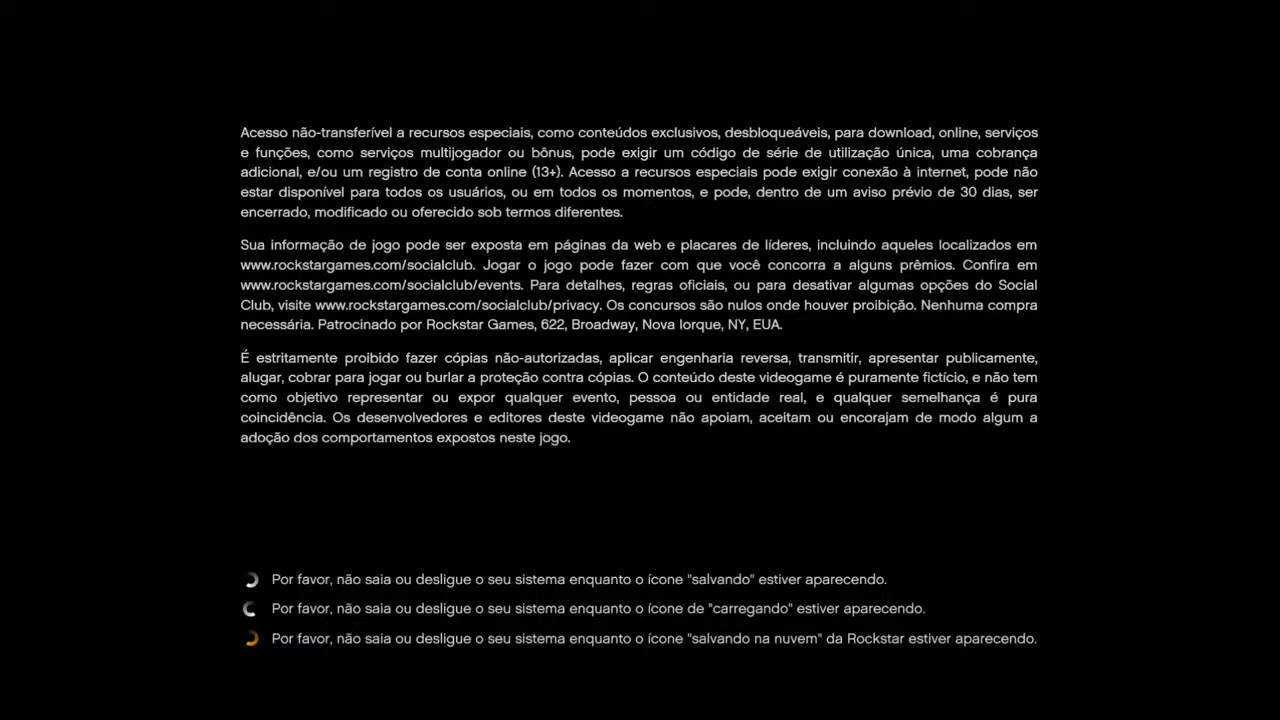 Acesso não-transferível a recursos especiais, como conteúdos exclusivos, desbloqueáveis, para download, online, serviços
e funções, como serviços multijogador ou bônus, pode exigir um código de série de utilização única, uma cobrança
adicional, e/ou um registro de conta online (13+). Acesso a recursos especiais pode exigir conexão à internet, pode não
estar disponível para todos os usuários, ou em todos os momentos, e pode, dentro de um aviso prévio de 30 dias, ser
encerrado, modificado ou oferecido sob termos diferentes.
Sua informação de jogo pode ser exposta em páginas da web e placares de líderes, incluindo aqueles localizados em
www.rockstargames.com/socialclub. Jogar o jogo pode fazer com que você concorra a alguns prêmios. Confira em
www.rockstargames.com/socialclub/events. Para detalhes, regras oficiais, ou para desativar algumas opções do Social
Club, visite www.rockstargames.com/socialclub/privacy. Os concursos são nulos onde houver proibição. Nenhuma compra
necessária. Patrocinado por Rockstar Games, 622, Broadway, Nova Iorque, NY, EUA.
É estritamente proibido fazer cópias não-autorizadas, aplicar engenharia reversa, transmitir, apresentar publicamente,
alugar, cobrar para jogar ou burlar a proteção contra cópias. O conteúdo deste videogame é puramente fictício, e não tem
como objetivo representar ou expor qualquer evento, pessoa ou entidade real, e qualquer semelhança é pura
coincidência. Os desenvolvedores e editores deste videogame não apoiam, aceitam ou encorajam de modo algum a
adoção dos comportamentos expostos neste jogo.
Por favor, não saia ou desligue o seu sistema enquanto o ícone "salvando" estiver aparecendo.
Por favor, não saia ou desligue o seu sistema enquanto o ícone de "carregando" estiver aparecendo.
Por favor, não saia ou desligue o seu sistema enquanto o ícone "salvando na nuvem" da Rockstar estiver aparecendo.